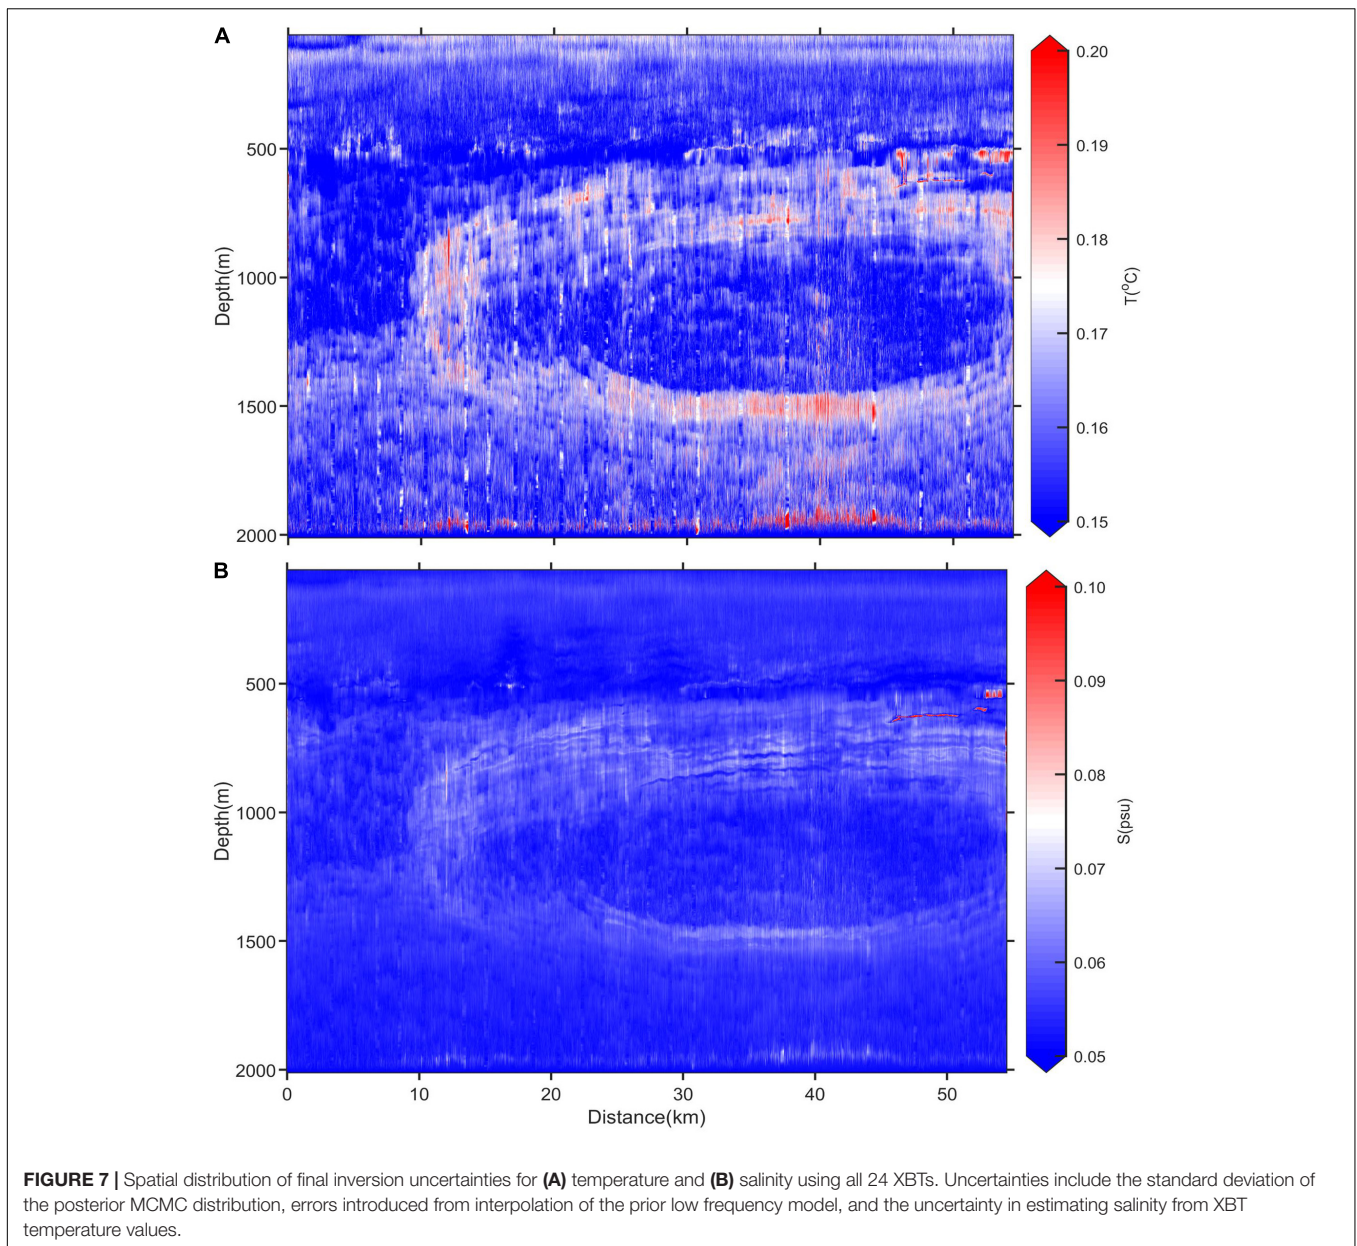 A
0.20
0.19
0.18
0.17
0.16
0.15
T(°C)
500
1000
1500
2000
Depth(m)
B
0.10
0.09
0.08
0.07
0.06
0.05
S(psu)
500
1000
1500
2000
Depth(m)
0 10 20 30 40 50
Distance(km)
FIGURE 7 | Spatial distribution of final inversion uncertainties for (A) temperature and (B) salinity using all 24 XBTs. Uncertainties include the standard deviation of
the posterior MCMC distribution, errors introduced from interpolation of the prior low frequency model, and the uncertainty in estimating salinity from XBT
temperature values.